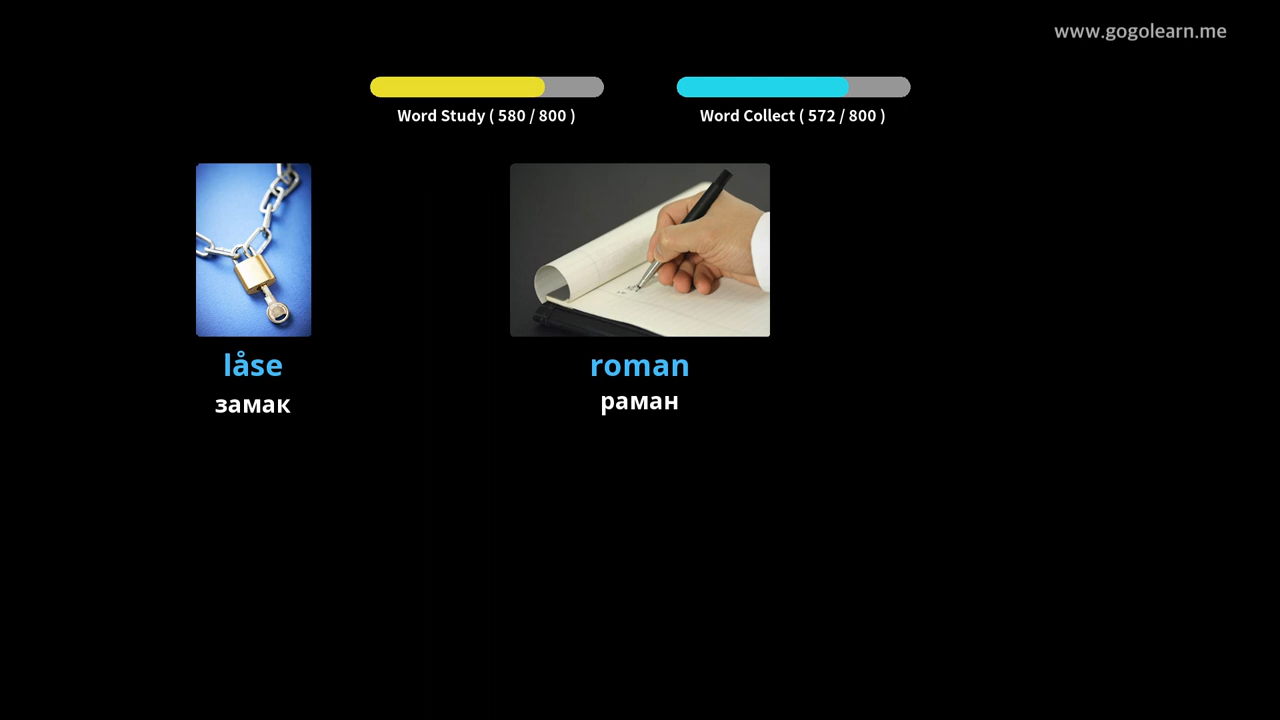 www.gogolearn.me
Word Study ( 580 / 800 )
Word Collect ( 572 / 800 )
låse
замак
roman
раман